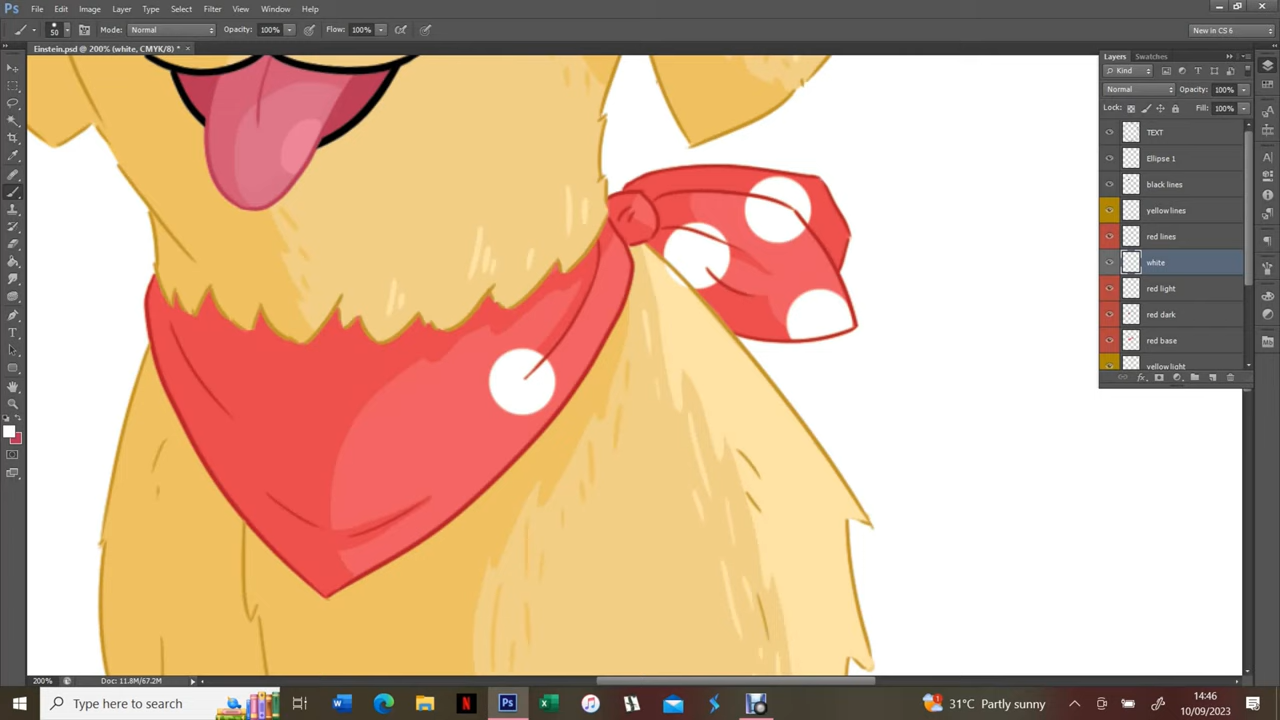 Ps File Edit Image Layer Type Select Filter View Window Help
50 Mode: Normal Opacity: 100% Flow: 100% New in CS 6
Einstein.psd @ 200% (white, CMYK/8) * ×
Layers Swatches
Kind
Normal Opacity: 100%
Lock: Fill: 100%
TEXT
Ellipse 1
black lines
yellow lines
red lines
white
red light
red dark
red base
yellow light
200% Doc: 11.8M/67.2M
Type here to search
31°C Partly sunny
14:46
10/09/2023